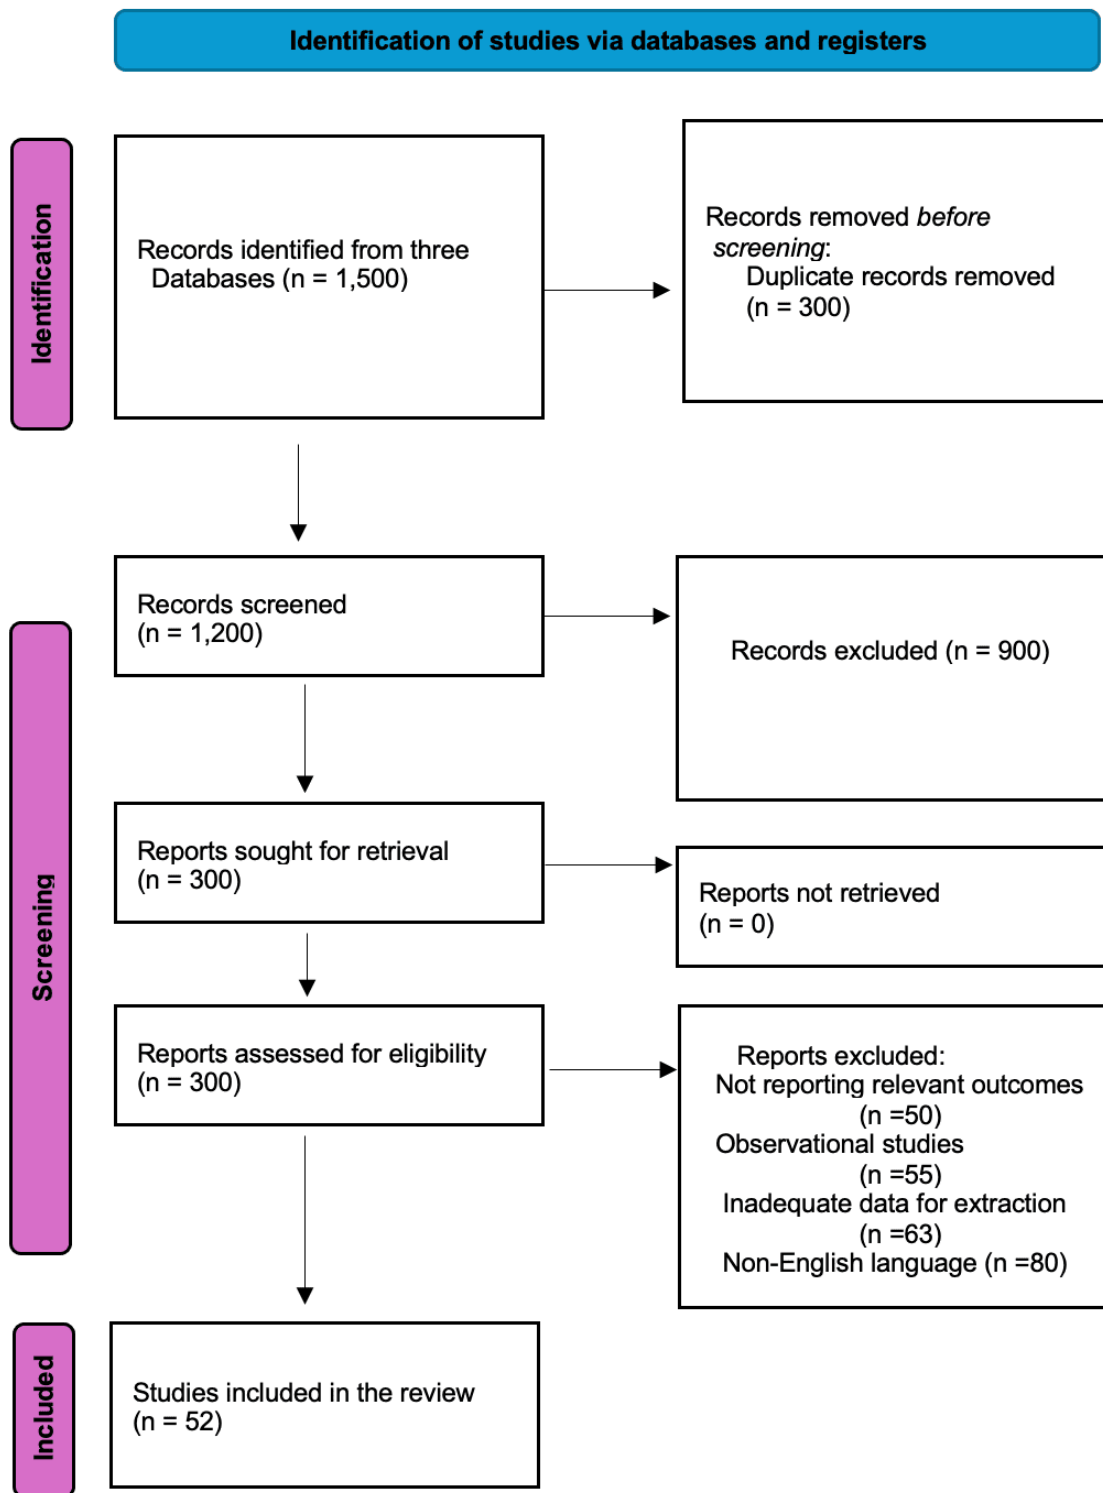 Identification of studies via databases and registers
Identification
Records identified from three
Databases (n = 1,500)
Records removed before
screening:
Duplicate records removed
(n = 300)
Screening
Records screened
(n = 1,200)
Records excluded (n = 900)
Reports sought for retrieval
(n = 300)
Reports not retrieved
(n = 0)
Reports assessed for eligibility
(n = 300)
Reports excluded:
Not reporting relevant outcomes
(n =50)
Observational studies
(n =55)
Inadequate data for extraction
(n =63)
Non-English language (n =80)
Included
Studies included in the review
(n = 52)